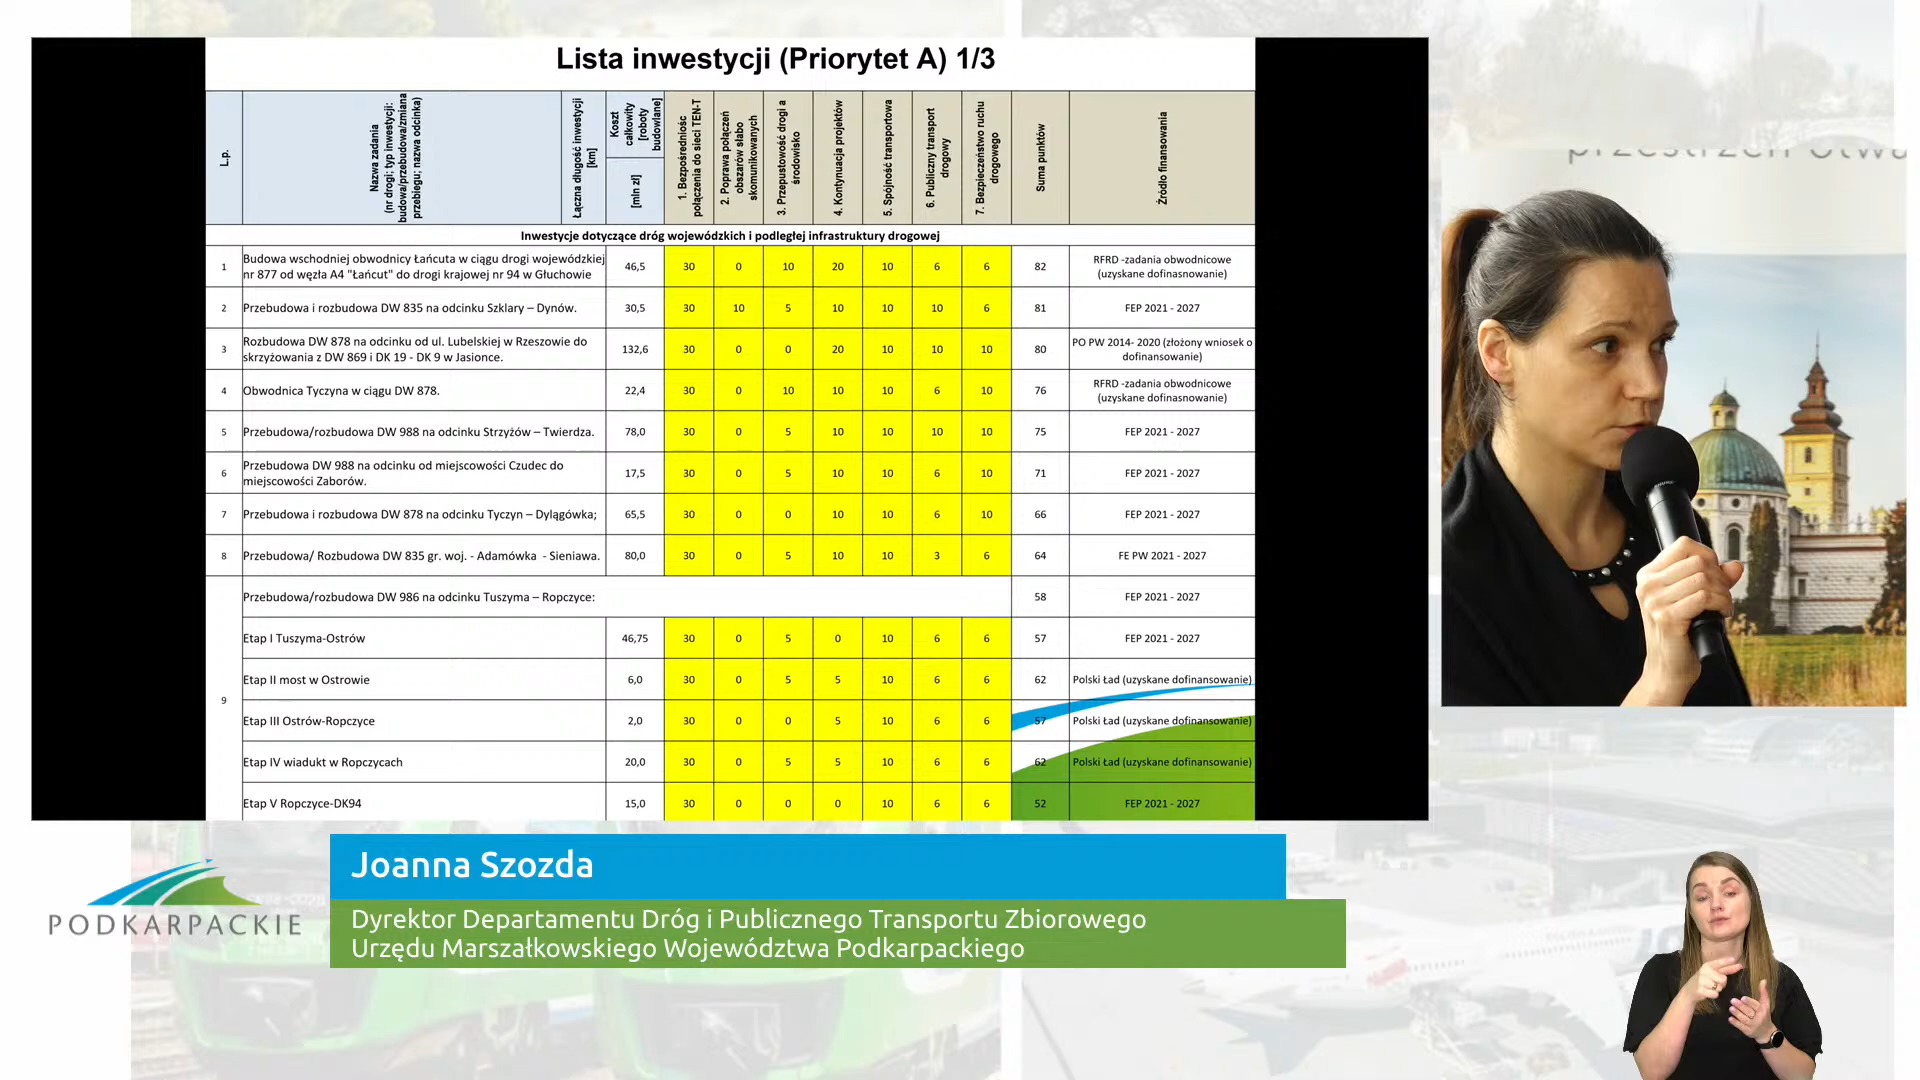 Lista inwestycji (Priorytet A) 1/3
L.p.
Nazwa zadania
(nr drogi; typ inwestycji:
budowa/przebudowa/zmiana
przebiegu; nazwa odcinka)
Łączna długość inwestycji
[km]
Koszt
całkowity
[roboty
budowlane]
[mln zł]
1. Bezpośredniośc
połączenia do sieci TEN-T
2. Poprawa połączeń
obszarów słabo
skomunikowanych
3. Przepustowość drogi a
środowisko
4. Kontynuacja projektów
5. Spójność transportowa
6. Publiczny transport
drogowy
7. Bezpieczeństwo ruchu
drogowego
Suma punktów
Źródło finansowania
Inwestycje dotyczące dróg wojewódzkich i podległej infrastruktury drogowej
1 Budowa wschodniej obwodnicy Łańcuta w ciągu drogi wojewódzkiej
nr 877 od węzła A4 "Łańcut" do drogi krajowej nr 94 w Głuchowie 46,5 30 0 10 20 10 6 6 82 RFRD -zadania obwodnicowe
(uzyskane dofinasnowanie)
2 Przebudowa i rozbudowa DW 835 na odcinku Szklary – Dynów. 30,5 30 10 5 10 10 10 6 81 FEP 2021 - 2027
3 Rozbudowa DW 878 na odcinku od ul. Lubelskiej w Rzeszowie do
skrzyżowania z DW 869 i DK 19 - DK 9 w Jasionce. 132,6 30 0 0 20 10 10 10 80 PO PW 2014- 2020 (złożony wniosek o
dofinansowanie)
4 Obwodnica Tyczyna w ciągu DW 878. 22,4 30 0 10 10 10 6 10 76 RFRD -zadania obwodnicowe
(uzyskane dofinasnowanie)
5 Przebudowa/rozbudowa DW 988 na odcinku Strzyżów – Twierdza. 78,0 30 0 5 10 10 10 10 75 FEP 2021 - 2027
6 Przebudowa DW 988 na odcinku od miejscowości Czudec do
miejscowości Zaborów. 17,5 30 0 5 10 10 6 10 71 FEP 2021 - 2027
7 Przebudowa i rozbudowa DW 878 na odcinku Tyczyn – Dylągówka; 65,5 30 0 0 10 10 6 10 66 FEP 2021 - 2027
8 Przebudowa/ Rozbudowa DW 835 gr. woj. - Adamówka - Sieniawa. 80,0 30 0 5 10 10 3 6 64 FE PW 2021 - 2027
9 Przebudowa/rozbudowa DW 986 na odcinku Tuszyma – Ropczyce: 58 FEP 2021 - 2027
Etap I Tuszyma-Ostrów 46,75 30 0 5 0 10 6 6 57 FEP 2021 - 2027
Etap II most w Ostrowie 6,0 30 0 5 5 10 6 6 62 Polski Ład (uzyskane dofinansowanie)
Etap III Ostrów-Ropczyce 2,0 30 0 0 5 10 6 6 57 Polski Ład (uzyskane dofinansowanie)
Etap IV wiadukt w Ropczycach 20,0 30 0 5 5 10 6 6 62 Polski Ład (uzyskane dofinansowanie)
Etap V Ropczyce-DK94 15,0 30 0 0 0 10 6 6 52 FEP 2021 - 2027
Joanna Szozda
Dyrektor Departamentu Dróg i Publicznego Transportu Zbiorowego
Urzędu Marszałkowskiego Województwa Podkarpackiego
PODKARPACKIE